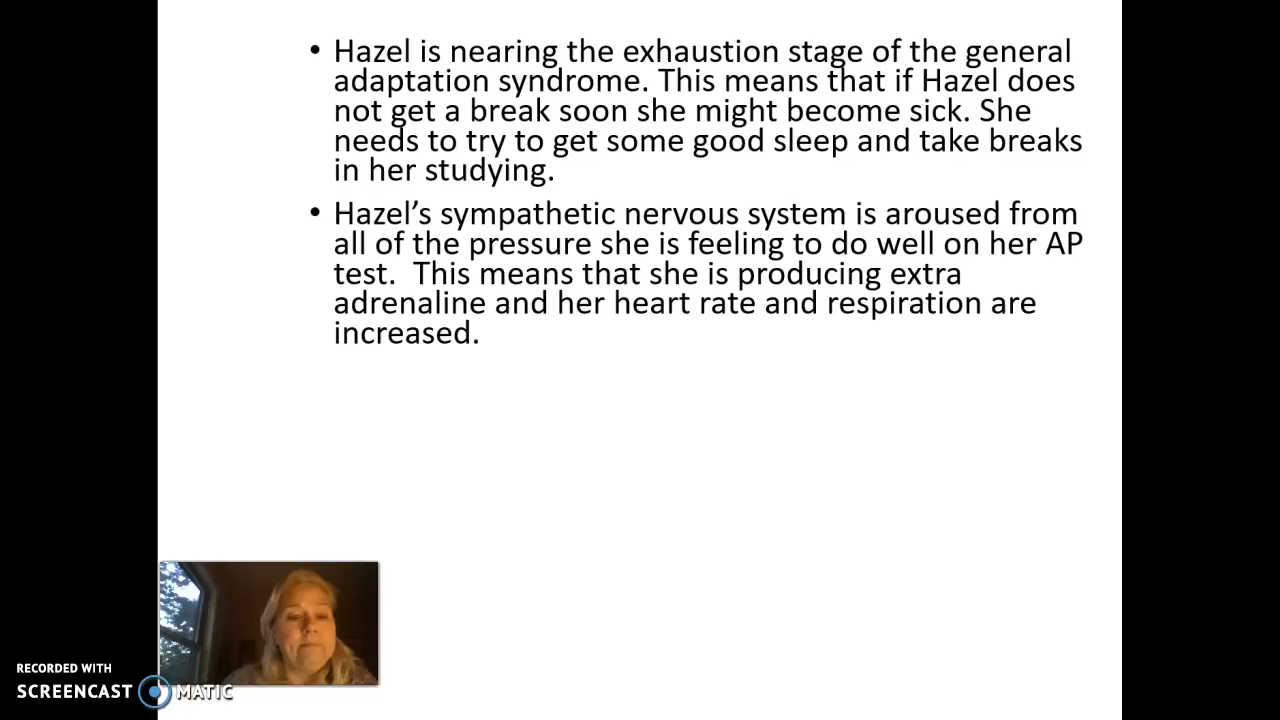 • Hazel is nearing the exhaustion stage of the general
adaptation syndrome. This means that if Hazel does
not get a break soon she might become sick. She
needs to try to get some good sleep and take breaks
in her studying.
• Hazel’s sympathetic nervous system is aroused from
all of the pressure she is feeling to do well on her AP
test.  This means that she is producing extra
adrenaline and her heart rate and respiration are
increased.
RECORDED WITH
SCREENCAST MATIC